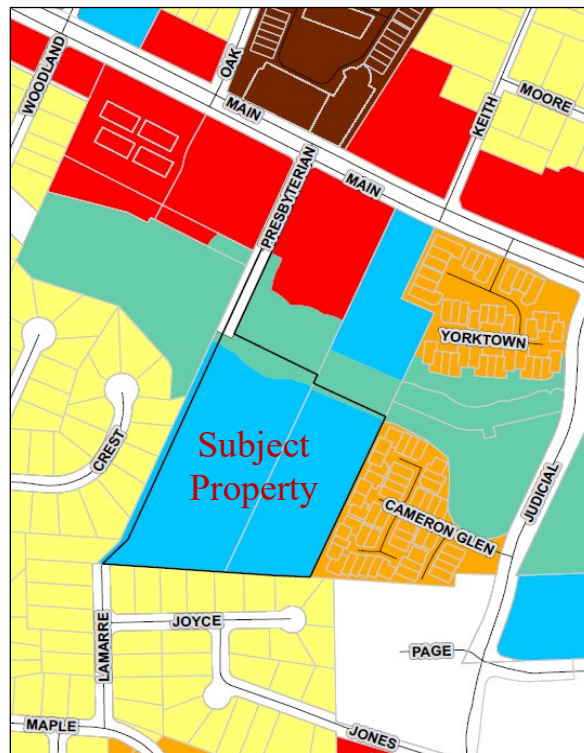 WOODLAND
OAK
MAIN
KEITH
MOORE
PRESBYTERIAN
MAIN
YORKTOWN
CREST
Subject
Property
CAMERON GLEN
JUDICIAL
LAMARRE
JOYCE
PAGE
MAPLE
JONES